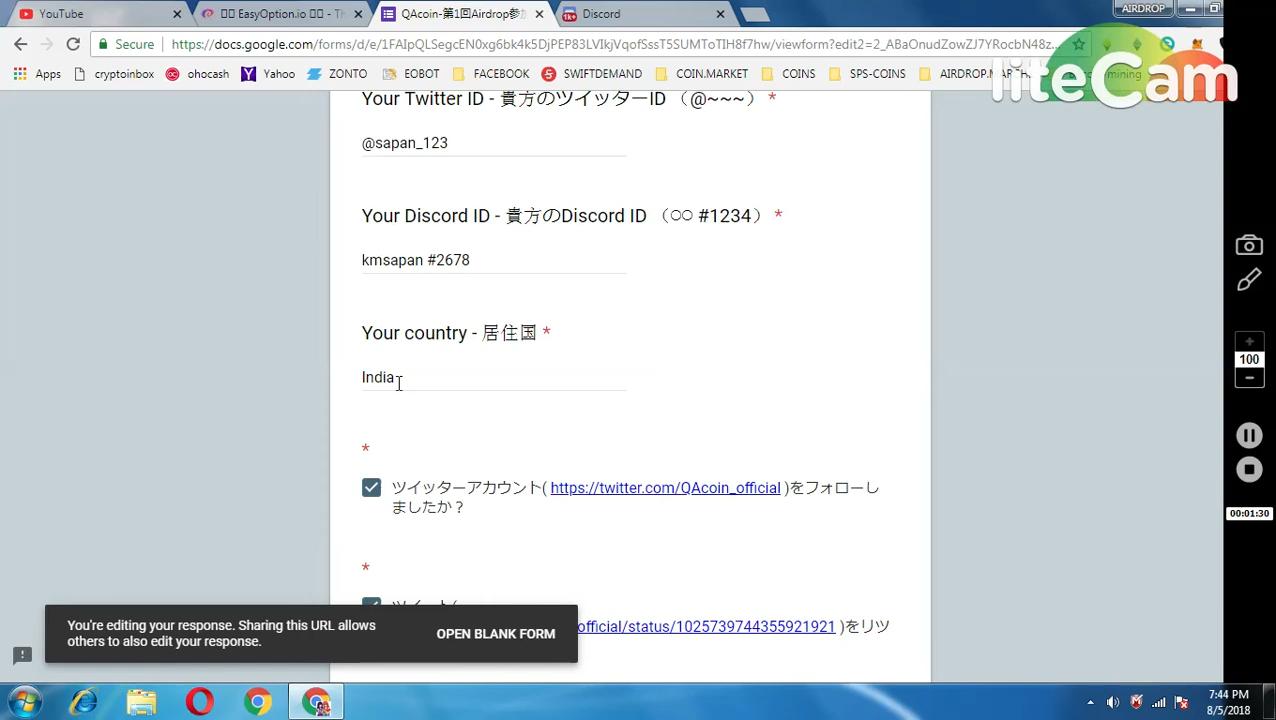 YouTube
EasyOption.io
QAcoin-第1回Airdrop参
1k+
Discord
AIRDROP
Secure
https://docs.google.com/forms/d/e/1FAIpQLSegEN0xg6bk4k5DjPEP83LVIkjVqofSsT5SUMToTH8f7hw/viewform?edit2=2_ABaOnudZowZJ7YRocbN48z...
Apps
cryptoinbox
ohocash
Yahoo
ZONTO
EOBOT
FACEBOOK
SWIFTDEMAND
COIN.MARKET
COINS
SPS-COINS
liteCam
Your Twitter ID - 貴方のツイッターID （@~~~） *
@sapan_123
Your Discord ID - 貴方のDiscord ID （○○ #1234） *
kmsapan #2678
Your country - 居住国 *
India
*
ツイッターアカウント( https://twitter.com/QAcoin_official )をフォローし
ましたか？
*
official/status/1025739744355921921 )をリツ
You're editing your response. Sharing this URL allows
others to also edit your response.
OPEN BLANK FORM
100
00:01:30
7:44 PM
8/5/2018